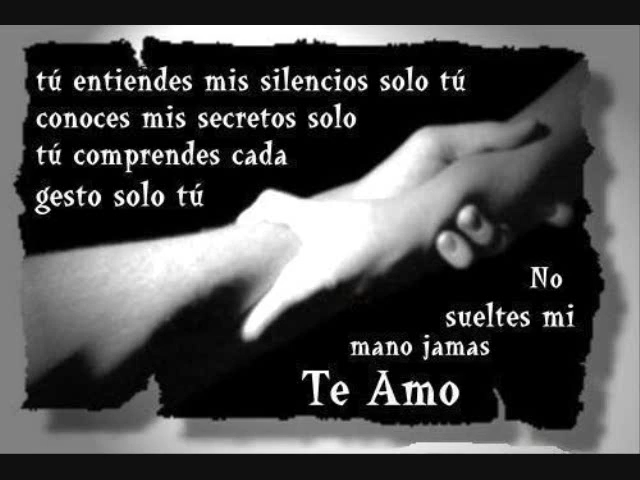 tú entiendes mis silencios solo tú
conoces mis secretos solo
tú comprendes cada
gesto solo tú
No
sueltes mi
mano jamas
Te Amo